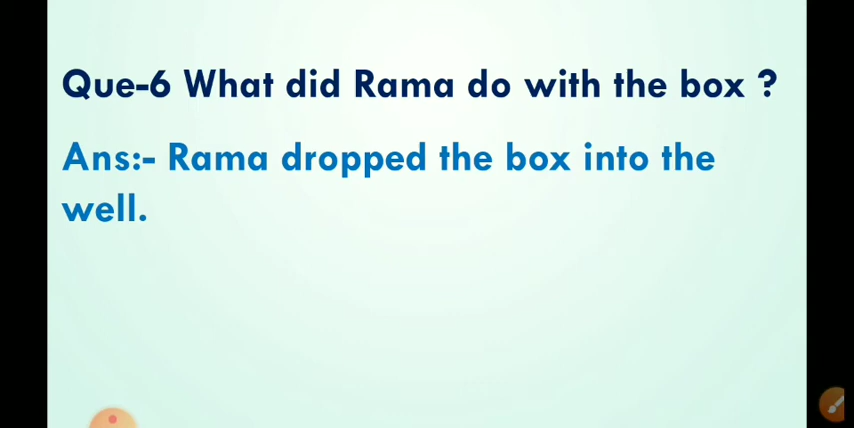 Que-6 What did Rama do with the box ?
Ans:- Rama dropped the box into the
well.